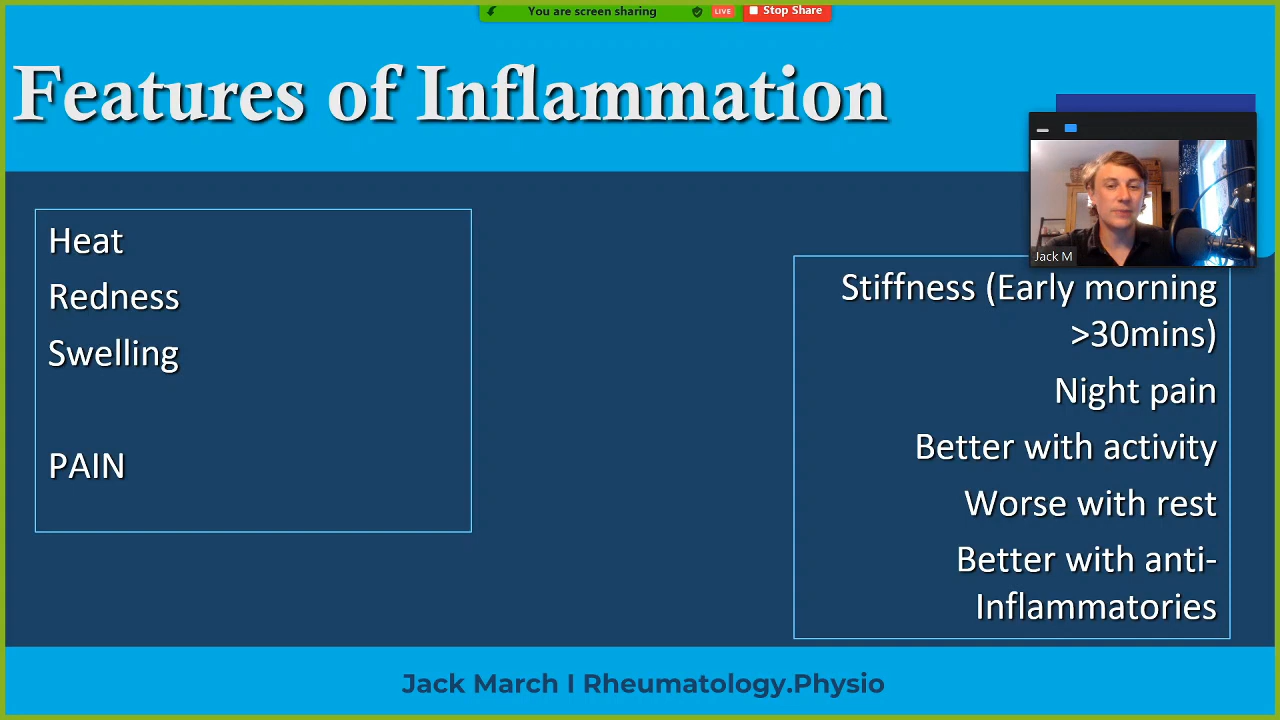 You are screen sharing
LIVE
Stop Share
Features of Inflammation
Jack M
Heat
Redness
Swelling
PAIN
Stiffness (Early morning
>30mins)
Night pain
Better with activity
Worse with rest
Better with anti-
Inflammatories
Jack March I Rheumatology.Physio